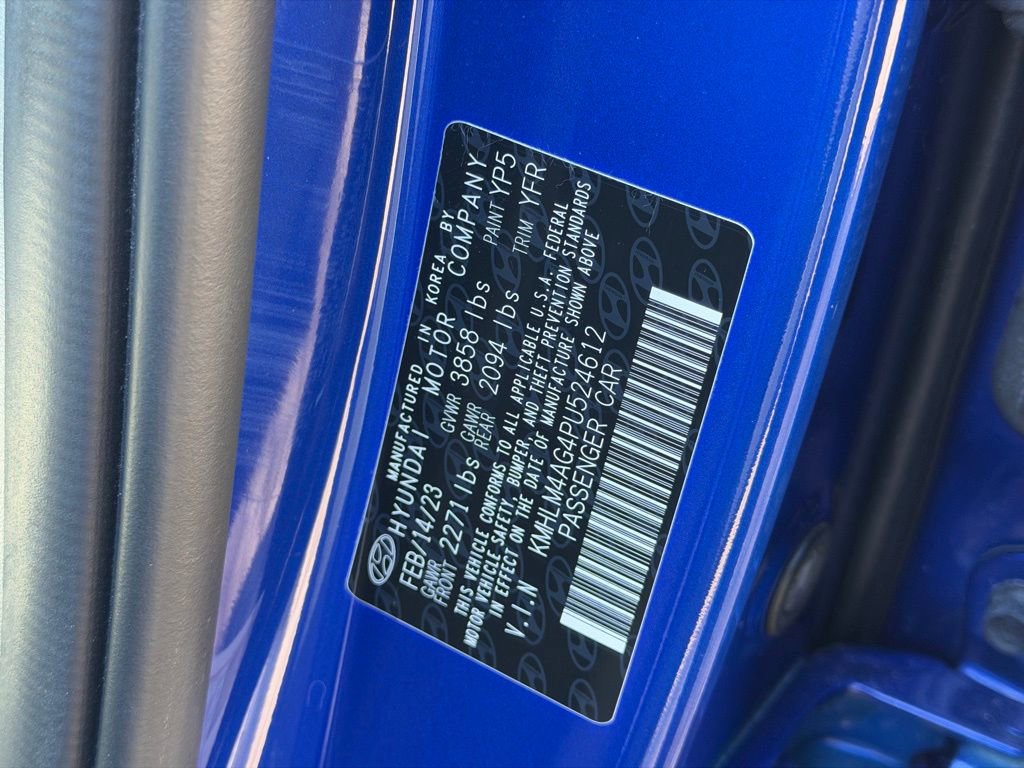 MANUFACTURED IN KOREA BY
HYUNDAI MOTOR COMPANY
FEB/14/23 GVWR 3858 lbs PAINT YP5
GAWR FRONT 2271 lbs GAWR REAR 2094 lbs TRIM YFR
THIS VEHICLE CONFORMS TO ALL APPLICABLE U.S.A. FEDERAL
MOTOR VEHICLE SAFETY, BUMPER, AND THEFT PREVENTION STANDARDS
IN EFFECT ON THE DATE OF MANUFACTURE SHOWN ABOVE
V.I.N KMHLM4AG4PU524612
PASSENGER CAR